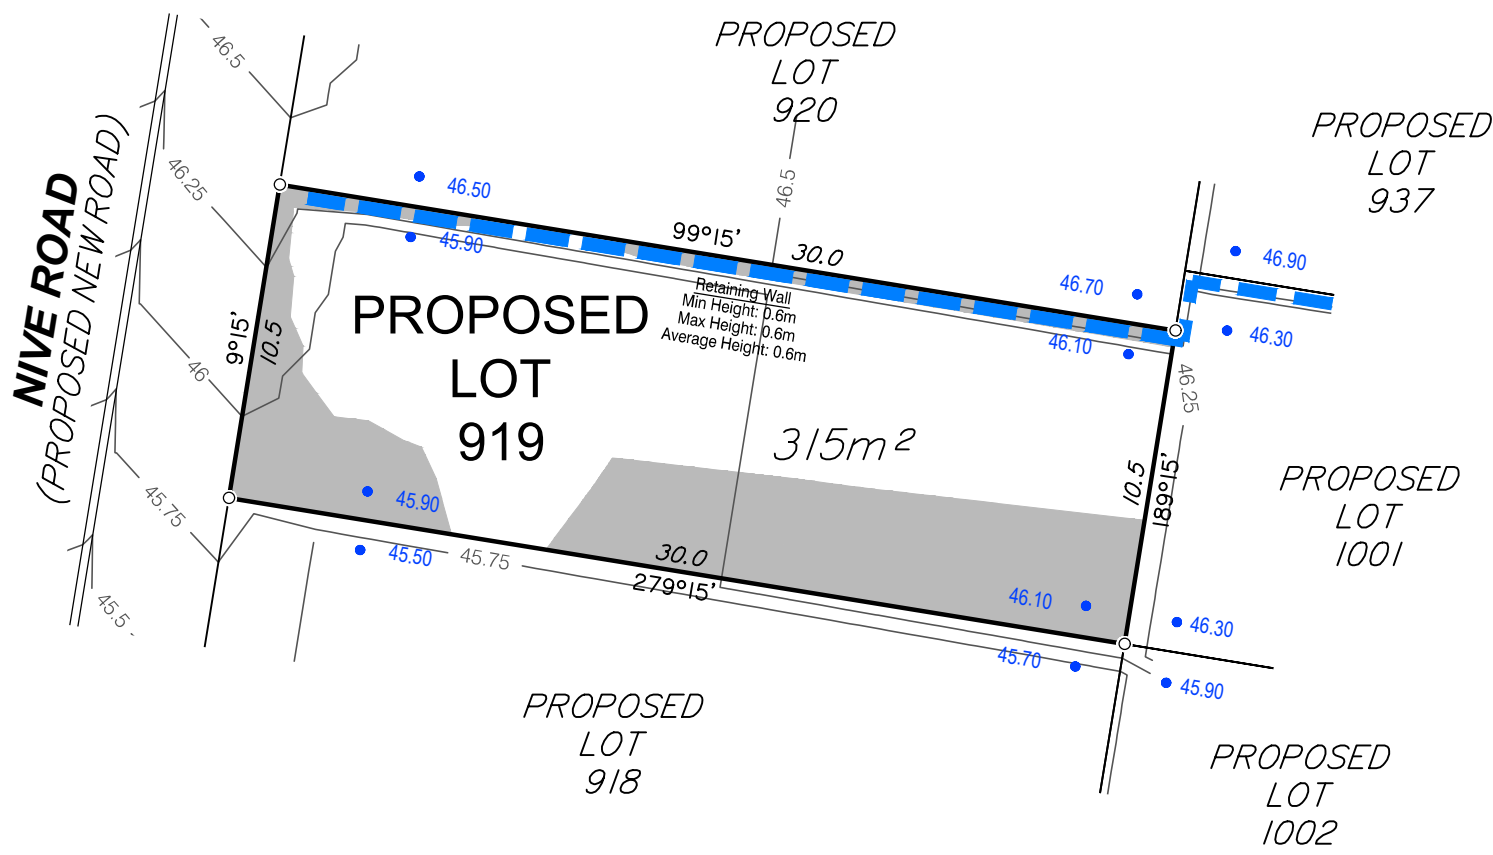 PROPOSED
LOT
920
PROPOSED
LOT
937
46.5
46.25
46
45.75
45.5
NIVE ROAD
(PROPOSED NEW ROAD)
46.5
46.50
45.90
99°15'
30.0
46.70
46.10
46.90
46.30
Retaining Wall
Min Height: 0.6m
Max Height: 0.6m
Average Height: 0.6m
PROPOSED
LOT
919
9°15'
10.5
315m²
46.25
10.5
189°15'
PROPOSED
LOT
1001
45.90
45.50
45.75
30.0
279°15'
46.10
45.70
46.30
45.90
PROPOSED
LOT
918
PROPOSED
LOT
1002